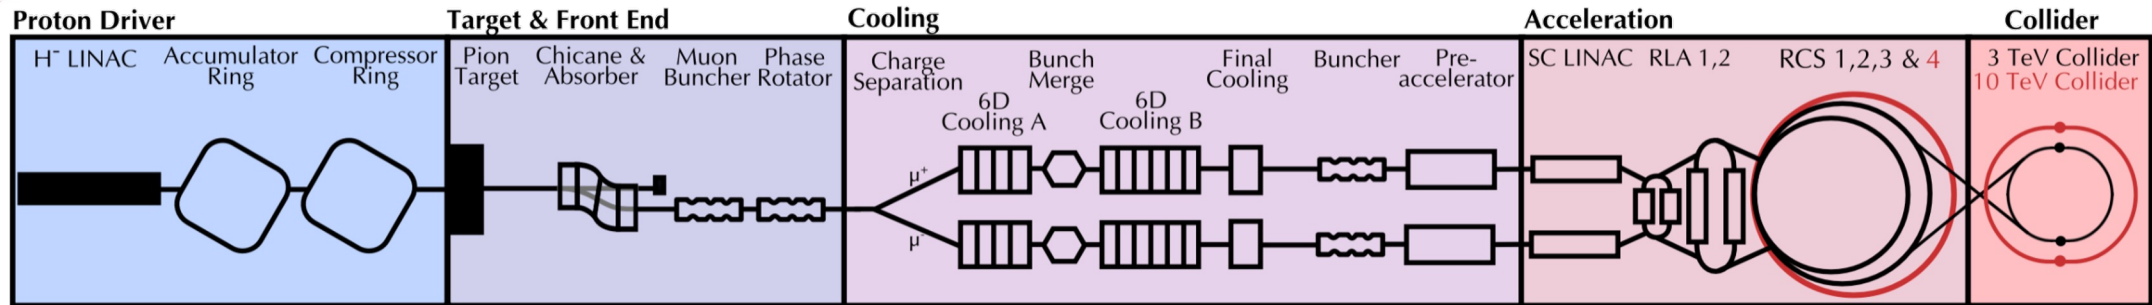 Proton Driver
H⁻ LINAC
Accumulator
Ring
Compressor
Ring
Target & Front End
Pion
Target
Chicane &
Absorber
Muon
Buncher
Phase
Rotator
Cooling
Charge
Separation
6D
Cooling A
Bunch
Merge
6D
Cooling B
Final
Cooling
Buncher
Pre-
accelerator
μ⁺
μ⁻
Acceleration
SC LINAC
RLA 1,2
RCS 1,2,3 & 4
Collider
3 TeV Collider
10 TeV Collider